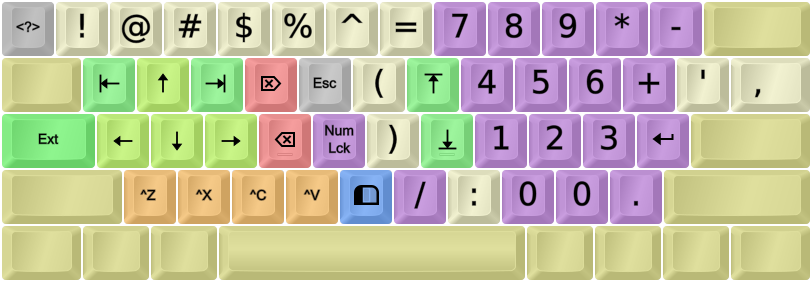 <?> ! @ # $ % ^ = 7 8 9 * -
⇤ ↑ ⇥ ⌦ Esc ( ⤒ 4 5 6 + ' ,
Ext ← ↓ → ⌫ Num Lck ) ⤓ 1 2 3 ↵
^Z ^X ^C ^V / : 0 0 .